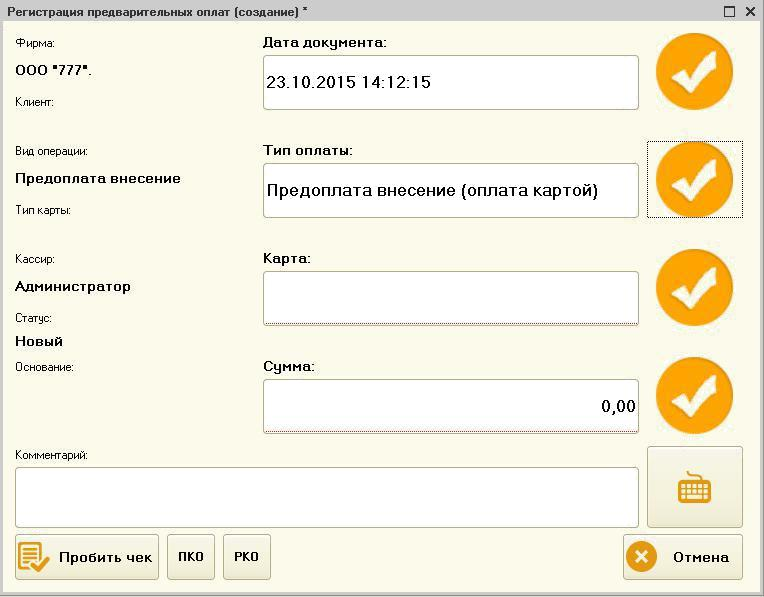 Регистрация предварительных оплат (создание) *
Фирма:
Дата документа:
ООО "777".
23.10.2015 14:12:15
Клиент:
Вид операции:
Тип оплаты:
Предоплата внесение
Предоплата внесение (оплата картой)
Тип карты:
Кассир:
Карта:
Администратор
Статус:
Новый
Основание:
Сумма:
0,00
Комментарий:
Пробить чек
ПКО
РКО
Отмена